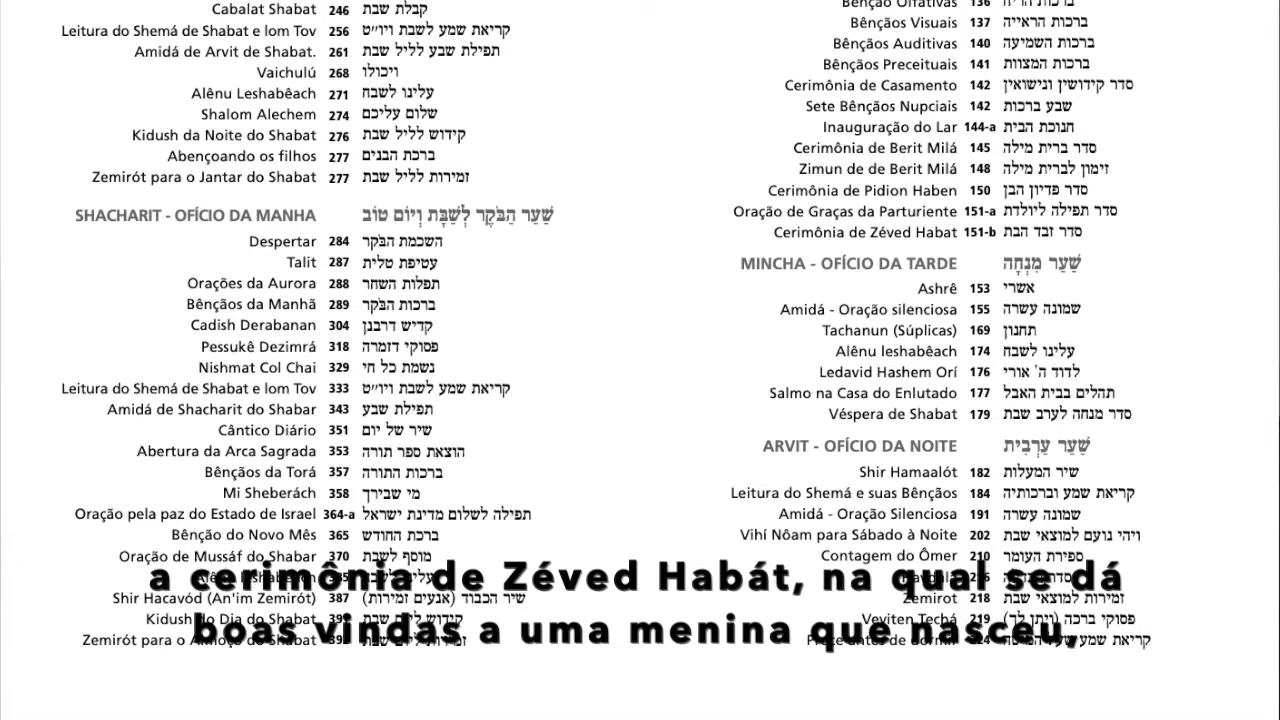 Cabalat Shabat 246 קבלת שבת
Leitura do Shemá de Shabat e Iom Tov 256 קריאת שמע לשבת ויו״ט
Amidá de Arvit de Shabat. 261 תפילת שבע לליל שבת
Vaichulú 268 ויכולו
Alênu Leshabêach 271 עלינו לשבח
Shalom Alechem 274 שלום עליכם
Kidush da Noite do Shabat 276 קידוש לליל שבת
Abençoando os filhos 277 ברכת הבנים
Zemirót para o Jantar do Shabat 277 זמירות לליל שבת
SHACHARIT - OFÍCIO DA MANHA שַׁעַר הַבֹּקֶר לְשַׁבָּת וְיוֹם טוֹב
Despertar 284 השכמת הבֹּקר
Talit 287 עטיפת טלית
Orações da Aurora 288 תפלות השחר
Bênçãos da Manhã 289 ברכות הבֹּקר
Cadish Derabanan 304 קדיש דרבנן
Pessukê Dezimrá 318 פסוקי דזמרה
Nishmat Col Chai 329 נשמת כל חי
Leitura do Shemá de Shabat e Iom Tov 333 קריאת שמע לשבת ויו״ט
Amidá de Shacharit do Shabar 343 תפילת שבע
Cântico Diário 351 שיר של יום
Abertura da Arca Sagrada 353 הוצאת ספר תורה
Bênçãos da Torá 357 ברכות התורה
Mi Sheberách 358 מי שבירך
Oração pela paz do Estado de Israel 364-a תפילה לשלום מדינת ישראל
Bênção do Novo Mês 365 ברכת החודש
Oração de Mussáf do Shabar 370 מוסף לשבת
Shir Hacavód (An'im Zemirót) 387 שיר הכבוד (אנעים זמירות)
Kidush do Dia do Shabat קידוש ליום שבת
Zemirót para o Almoço do Shabat 392 זמירות ליום שבת
Benção Olfativas 136 ברכות הריח
Bênçãos Visuais 137 ברכות הראייה
Bênçãos Auditivas 140 ברכות השמיעה
Bênçãos Preceituais 141 ברכות המצוות
Cerimônia de Casamento 142 סדר קידושין ונישואין
Sete Bênçãos Nupciais 142 שבע ברכות
Inauguração do Lar 144-a חנוכת הבית
Cerimônia de Berit Milá 145 סדר ברית מילה
Zimun de de Berit Milá 148 זימון לברית מילה
Cerimônia de Pidion Haben 150 סדר פדיון הבן
Oração de Graças da Parturiente 151-a סדר תפילה ליולדת
Cerimônia de Zéved Habat 151-b סדר זבד הבת
MINCHA - OFÍCIO DA TARDE שַׁעַר מִנְחָה
Ashrê 153 אשרי
Amidá - Oração silenciosa 155 שמונה עשרה
Tachanun (Súplicas) 169 תחנון
Alênu leshabêach 174 עלינו לשבח
Ledavid Hashem Orí 176 לדוד ה' אורי
Salmo na Casa do Enlutado 177 תהלים בבית האבל
Véspera de Shabat 179 סדר מנחה לערב שבת
ARVIT - OFÍCIO DA NOITE שַׁעַר עַרְבִית
Shir Hamaalót 182 שיר המעלות
Leitura do Shemá e suas Bênçãos 184 קריאת שמע וברכותיה
Amidá - Oração Silenciosa 191 שמונה עשרה
Vihí Nôam para Sábado à Noite 202 ויהי נועם למוצאי שבת
Contagem do Ômer 210 ספירת העומר
Zemirot 218 זמירות למוצאי שבת
Veyiten Techá 219 פסוקי ברכה (ויתן לך)
224 קריאת שמע
a cerimônia de Zéved Habát, na qual se dá
boas vindas a uma menina que nasceu,